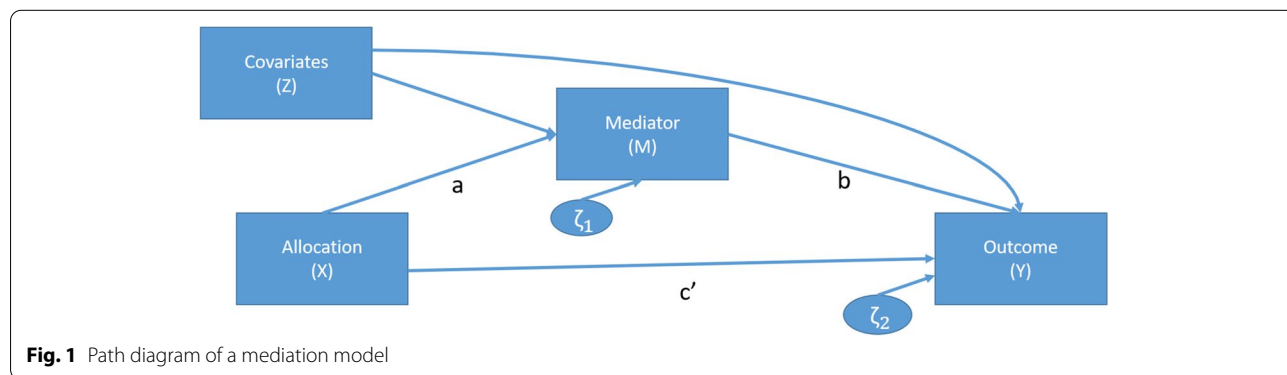 Covariates
(Z)
Mediator
(M)
a
b
ζ1
Allocation
(X)
Outcome
(Y)
c’
ζ2
Fig. 1 Path diagram of a mediation model